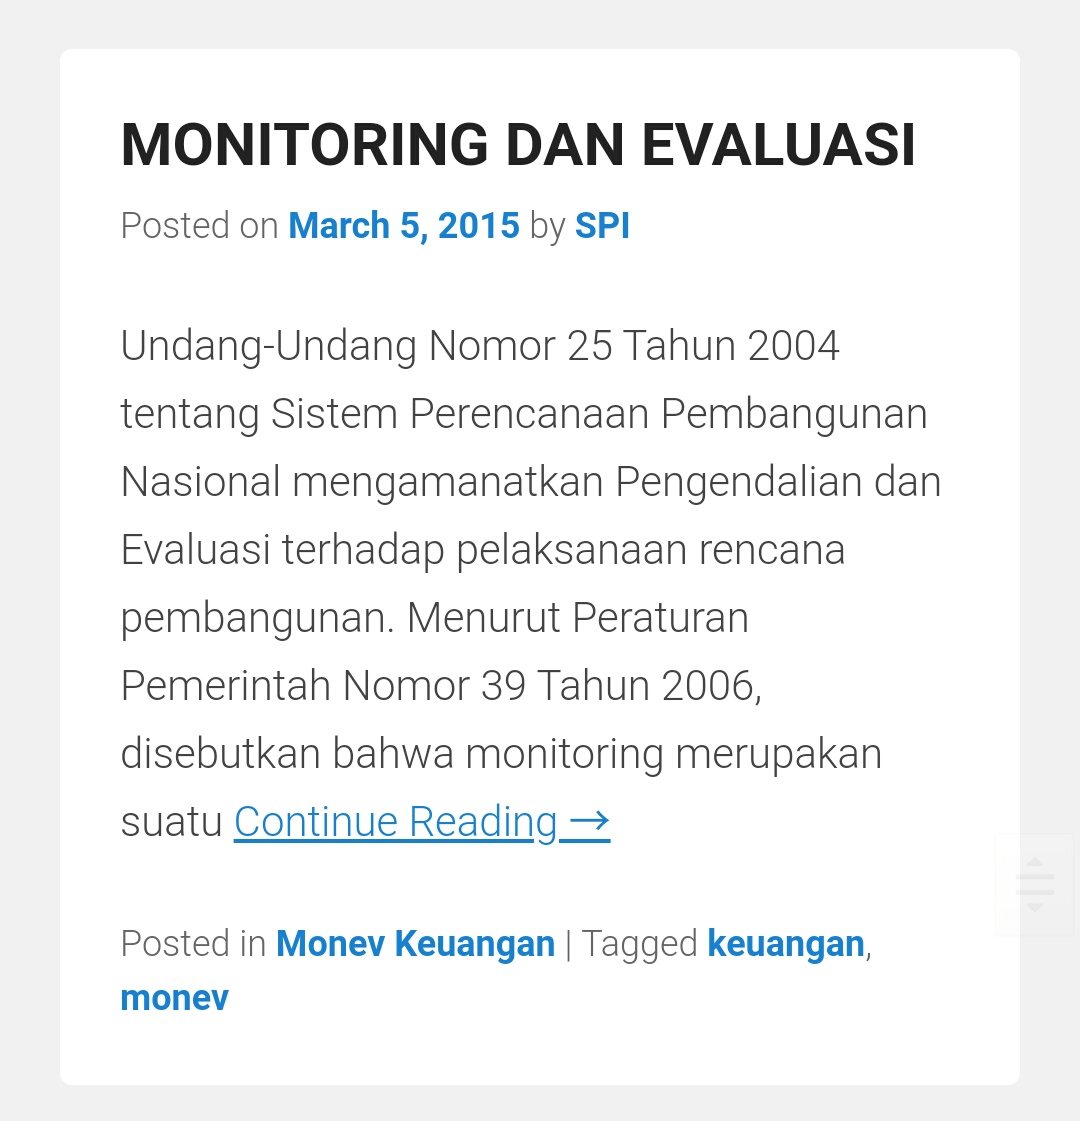 MONITORING DAN EVALUASI
Posted on March 5, 2015 by SPI
Undang-Undang Nomor 25 Tahun 2004
tentang Sistem Perencanaan Pembangunan
Nasional mengamanatkan Pengendalian dan
Evaluasi terhadap pelaksanaan rencana
pembangunan. Menurut Peraturan
Pemerintah Nomor 39 Tahun 2006,
disebutkan bahwa monitoring merupakan
suatu Continue Reading →
Posted in Monev Keuangan | Tagged keuangan,
monev